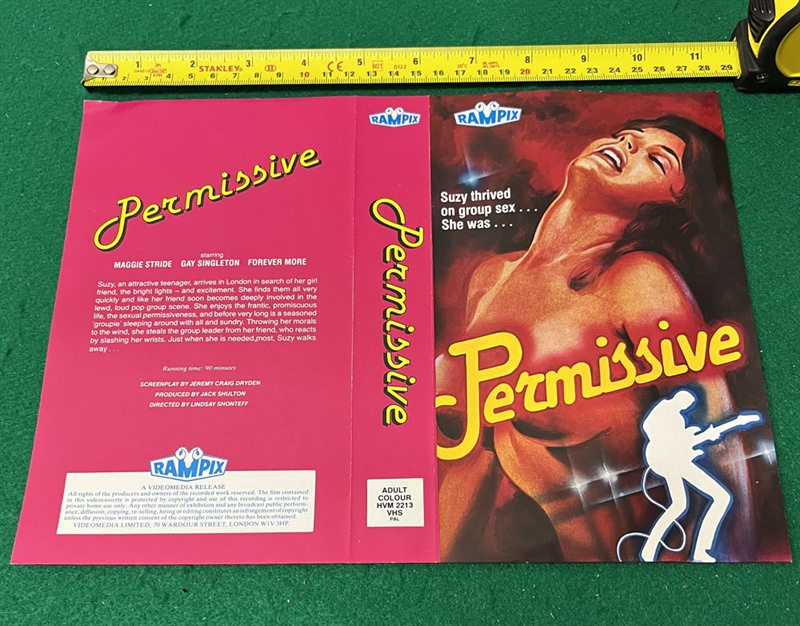 STANLEY
RAMPIX
RAMPIX
Permissive
starring
MAGGIE STRIDE GAY SINGLETON FOREVER MORE
Suzy, an attractive teenager, arrives in London in search of her girl
friend, the bright lights – and excitement. She finds them all very
quickly and like her friend soon becomes deeply involved in the
lewd, loud pop group scene. She enjoys the frantic, promiscuous
life, the sexual permissiveness, and before very long is a seasoned
'groupie' sleeping around with all and sundry. Throwing her morals
to the wind, she steals the group leader from her friend, who reacts
by slashing her wrists. Just when she is needed,most, Suzy walks
away . . .
Running time: 90 minutes
SCREENPLAY BY JEREMY CRAIG DRYDEN
PRODUCED BY JACK SHULTON
DIRECTED BY LINDSAY SHONTEFF
RAMPIX
A VIDEOMEDIA RELEASE
All rights of the producers and owners of the recorded work reserved. The film contained
in this videocassette is protected by copyright and use of this recording is restricted to
private home use only. Any other manner of exhibition and any broadcast public perform-
ance, diffusion, copying, re-selling, hiring or editing constitutes an infringement of copyright
unless the previous written consent of the copyright owner thereto has been obtained.
VIDEOMEDIA LIMITED, 70 WARDOUR STREET, LONDON W1V 3HP.
Permissive
ADULT
COLOUR
HVM 2213
VHS
PAL
Suzy thrived
on group sex . . .
She was . . .
Permissive